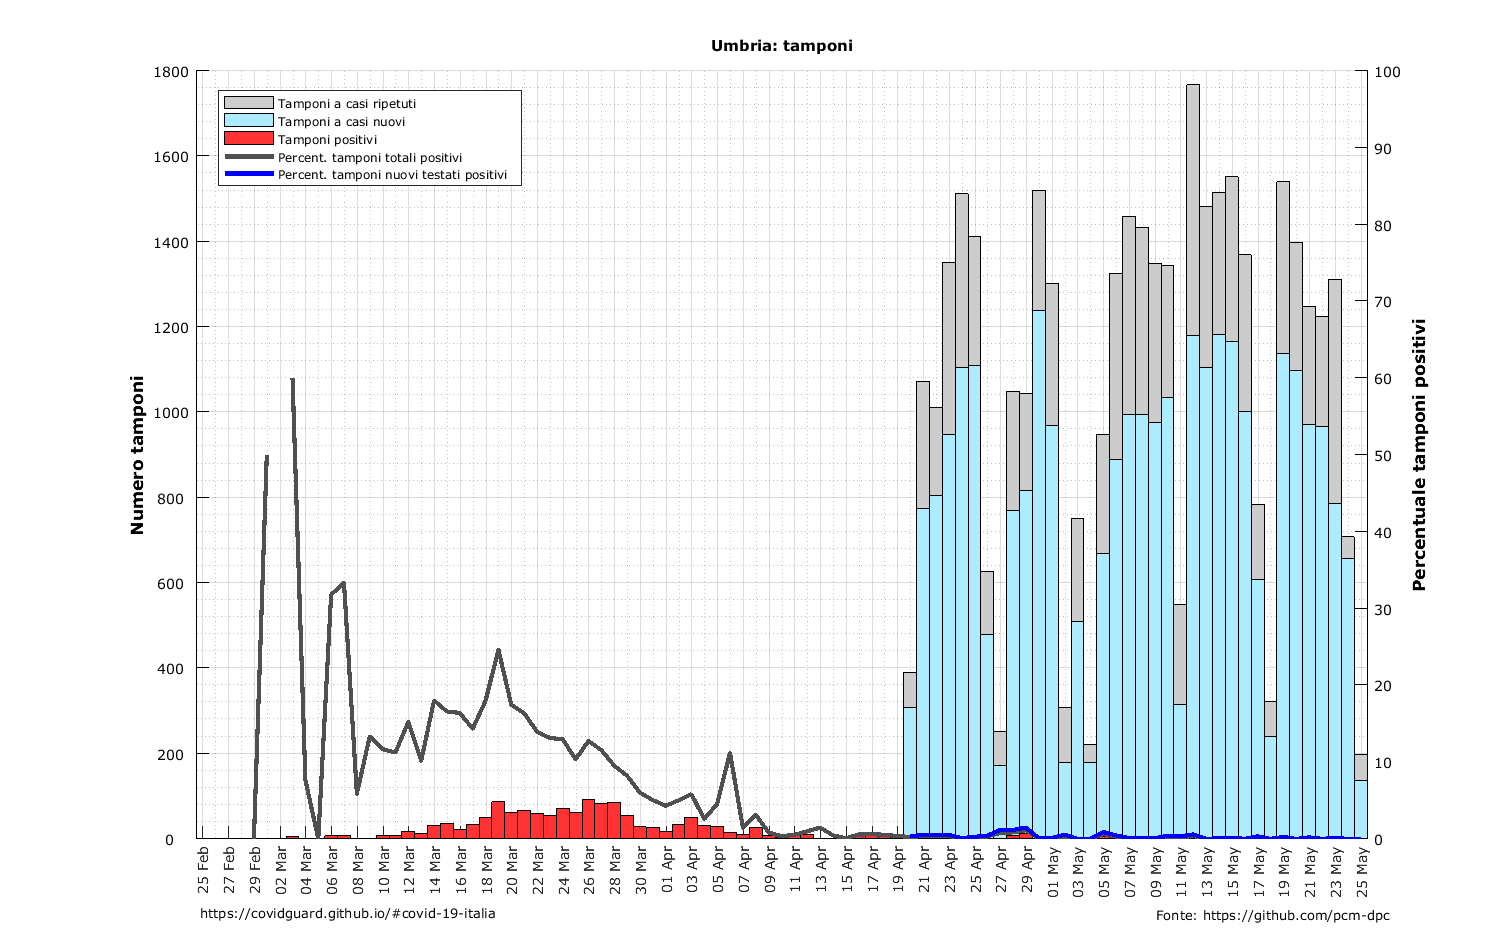 Umbria: tamponi
Tamponi a casi ripetuti
Tamponi a casi nuovi
Tamponi positivi
Percent. tamponi totali positivi
Percent. tamponi nuovi testati positivi
Numero tamponi
1800
1600
1400
1200
1000
800
600
400
200
0
100
90
80
70
60
50
40
30
20
10
0
Percentuale tamponi positivi
25 Feb
27 Feb
29 Feb
02 Mar
04 Mar
06 Mar
08 Mar
10 Mar
12 Mar
14 Mar
16 Mar
18 Mar
20 Mar
22 Mar
24 Mar
26 Mar
28 Mar
30 Mar
01 Apr
03 Apr
05 Apr
07 Apr
09 Apr
11 Apr
13 Apr
15 Apr
17 Apr
19 Apr
21 Apr
23 Apr
25 Apr
27 Apr
29 Apr
01 May
03 May
05 May
07 May
09 May
11 May
13 May
15 May
17 May
19 May
21 May
23 May
25 May
https://covidguard.github.io/#covid-19-italia
Fonte: https://github.com/pcm-dpc